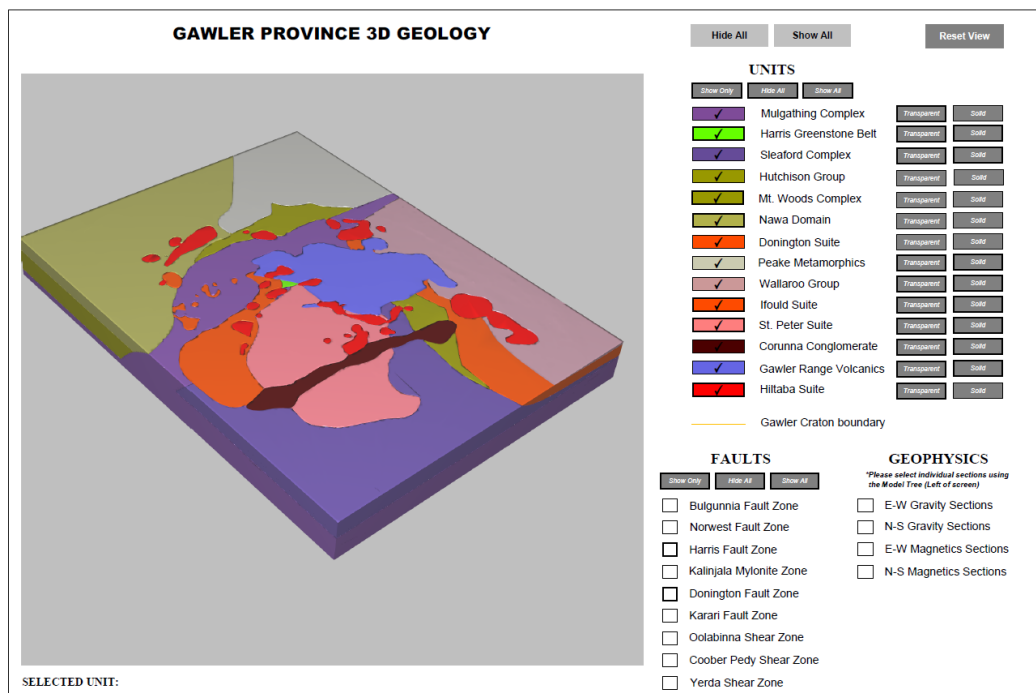 GAWLER PROVINCE 3D GEOLOGY
Hide All
Show All
Reset View
UNITS
Show Only
Hide All
Show All
Mulgathing Complex
Transparent
Solid
Harris Greenstone Belt
Transparent
Solid
Sleaford Complex
Transparent
Solid
Hutchison Group
Transparent
Solid
Mt. Woods Complex
Transparent
Solid
Nawa Domain
Transparent
Solid
Donington Suite
Transparent
Solid
Peake Metamorphics
Transparent
Solid
Wallaroo Group
Transparent
Solid
Ifould Suite
Transparent
Solid
St. Peter Suite
Transparent
Solid
Corunna Conglomerate
Transparent
Solid
Gawler Range Volcanics
Transparent
Solid
Hiltaba Suite
Transparent
Solid
Gawler Craton boundary
FAULTS
Show Only
Hide All
Show All
Bulgunnia Fault Zone
Norwest Fault Zone
Harris Fault Zone
Kalinjala Mylonite Zone
Donington Fault Zone
Karari Fault Zone
Oolabinna Shear Zone
Coober Pedy Shear Zone
Yerda Shear Zone
GEOPHYSICS
*Please select individual sections using
the Model Tree (Left of screen)
E-W Gravity Sections
N-S Gravity Sections
E-W Magnetics Sections
N-S Magnetics Sections
SELECTED UNIT: